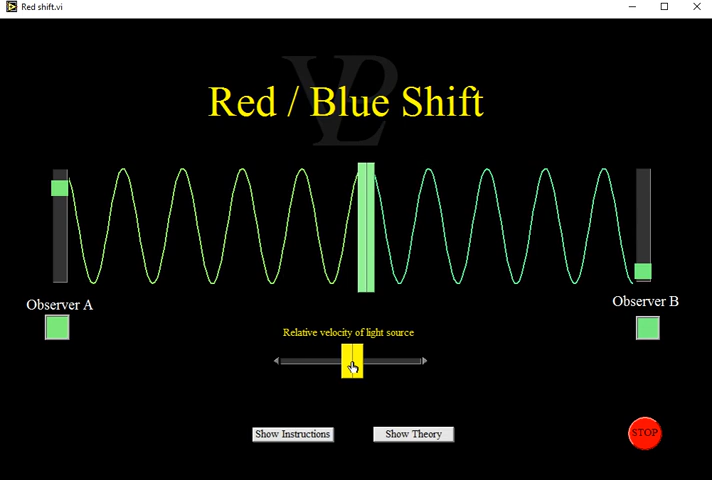 Red shift.vi
Red / Blue Shift
Observer A
Observer B
Relative velocity of light source
Show Instructions
Show Theory
STOP